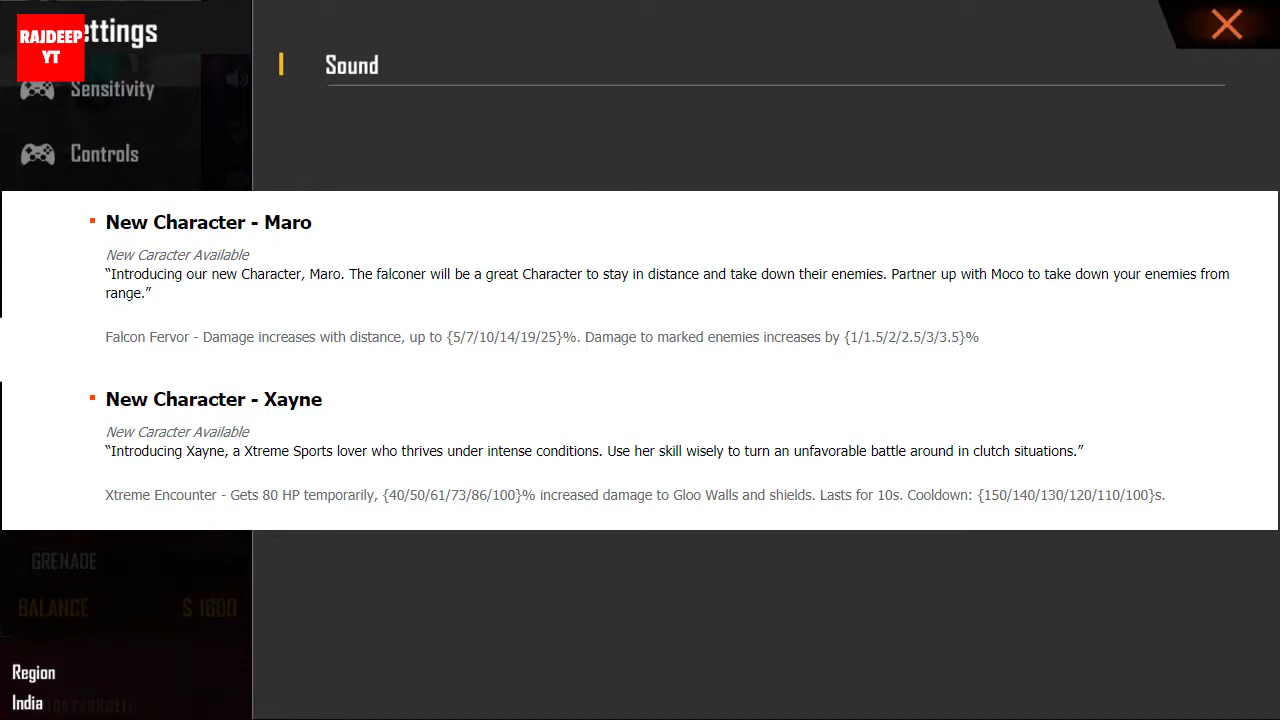 RAJDEEP
YT
ettings
Sensitivity
Controls
Sound
New Character - Maro
New Caracter Available
“Introducing our new Character, Maro. The falconer will be a great Character to stay in distance and take down their enemies. Partner up with Moco to take down your enemies from
range.”
Falcon Fervor - Damage increases with distance, up to {5/7/10/14/19/25}%. Damage to marked enemies increases by {1/1.5/2/2.5/3/3.5}%
New Character - Xayne
New Caracter Available
“Introducing Xayne, a Xtreme Sports lover who thrives under intense conditions. Use her skill wisely to turn an unfavorable battle around in clutch situations.”
Xtreme Encounter - Gets 80 HP temporarily, {40/50/61/73/86/100}% increased damage to Gloo Walls and shields. Lasts for 10s. Cooldown: {150/140/130/120/110/100}s.
GRENADE
BALANCE $ 1600
Region
India